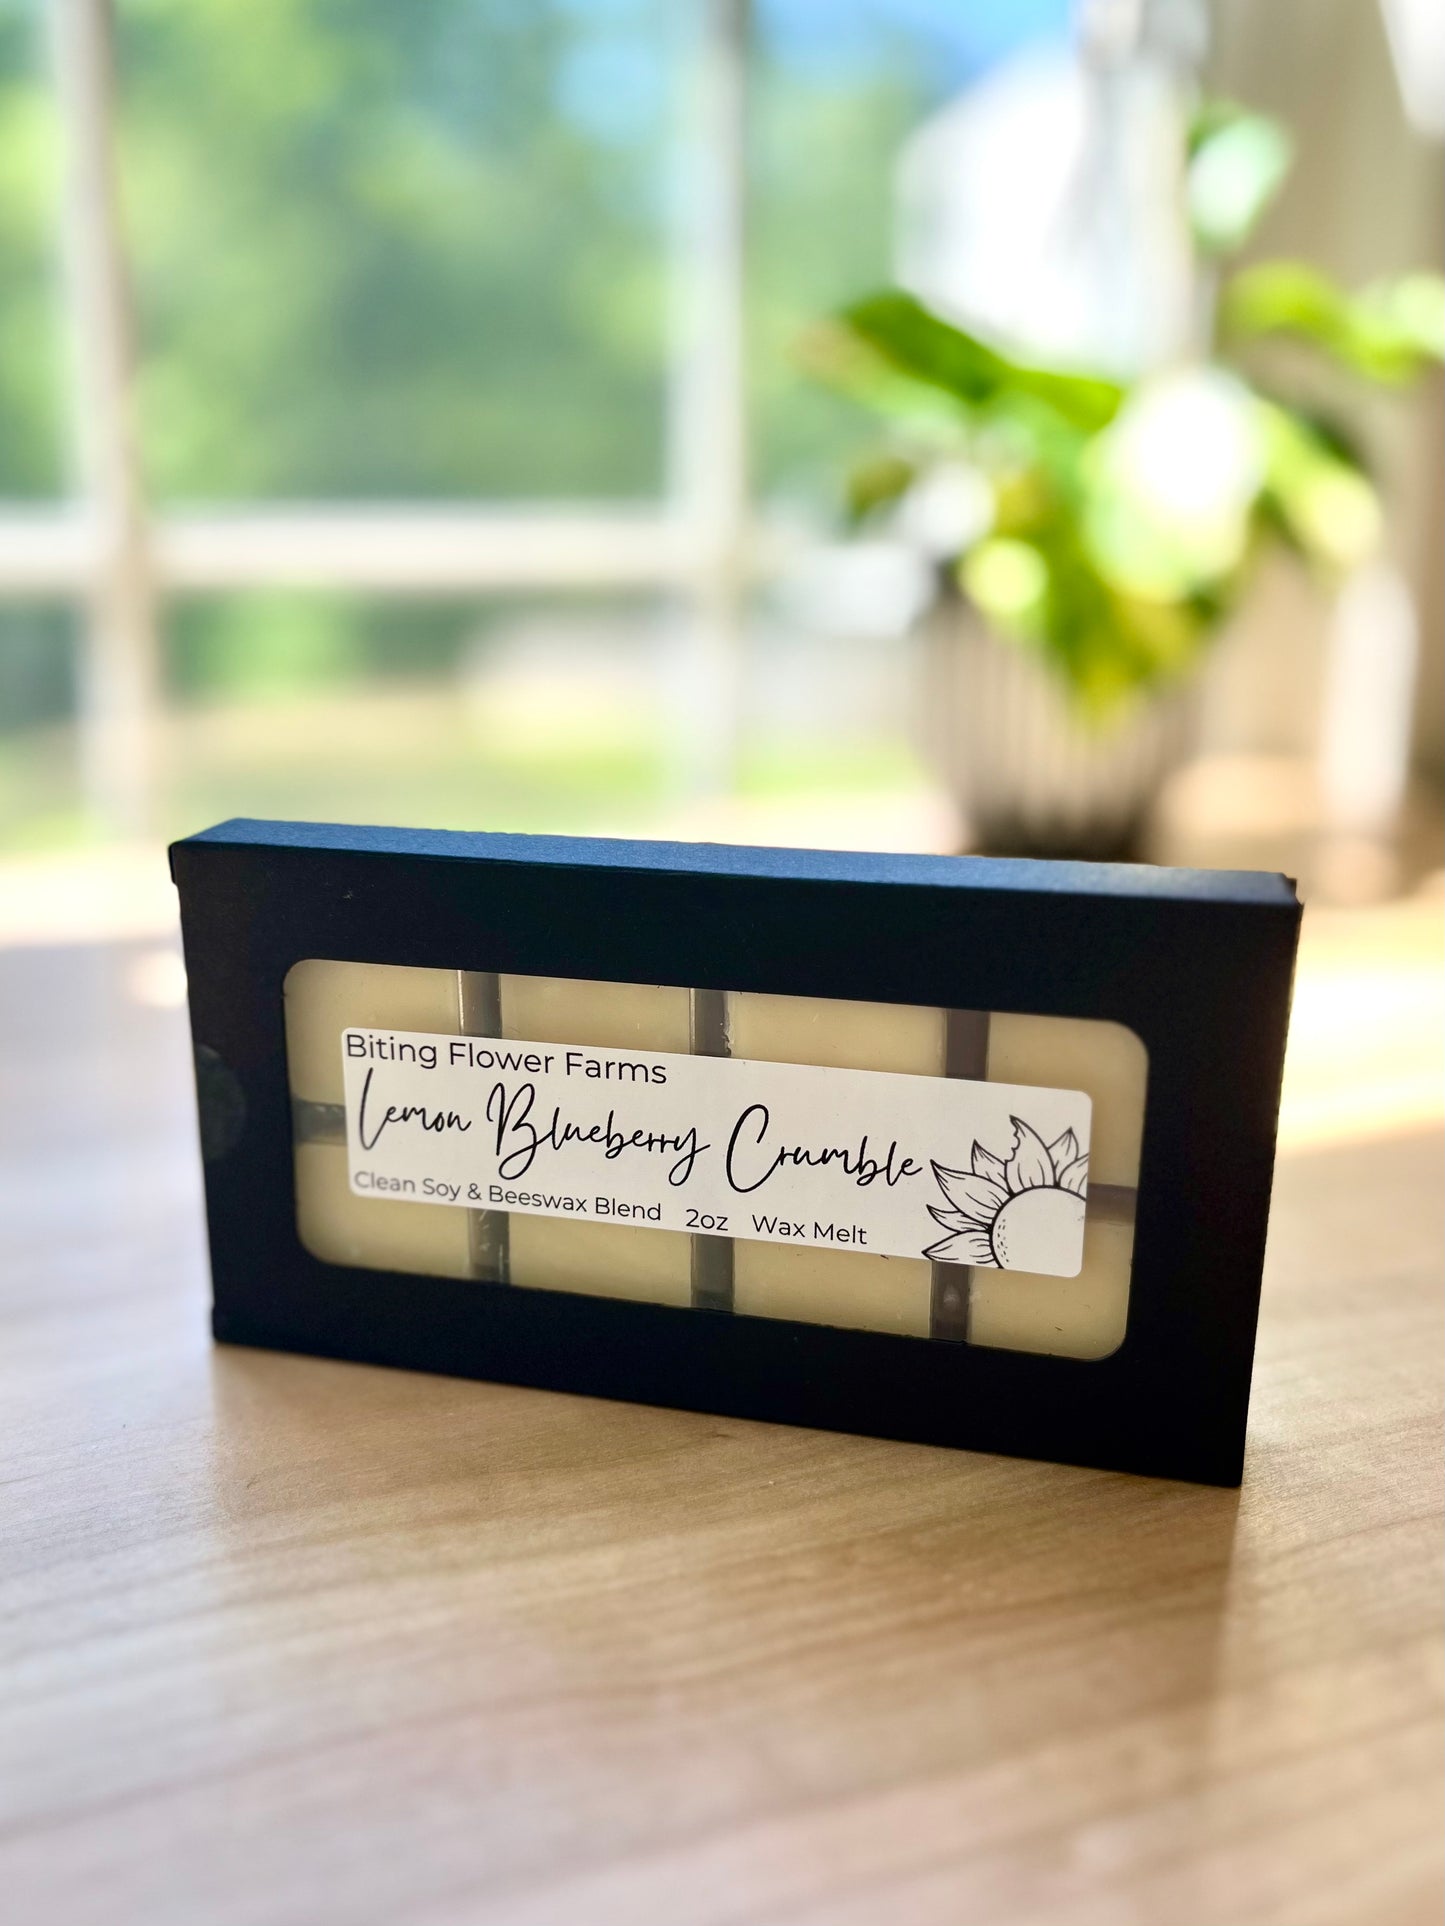 Biting Flower Farms
Lemon Blueberry Crumble
Clean Soy & Beeswax Blend 2oz Wax Melt